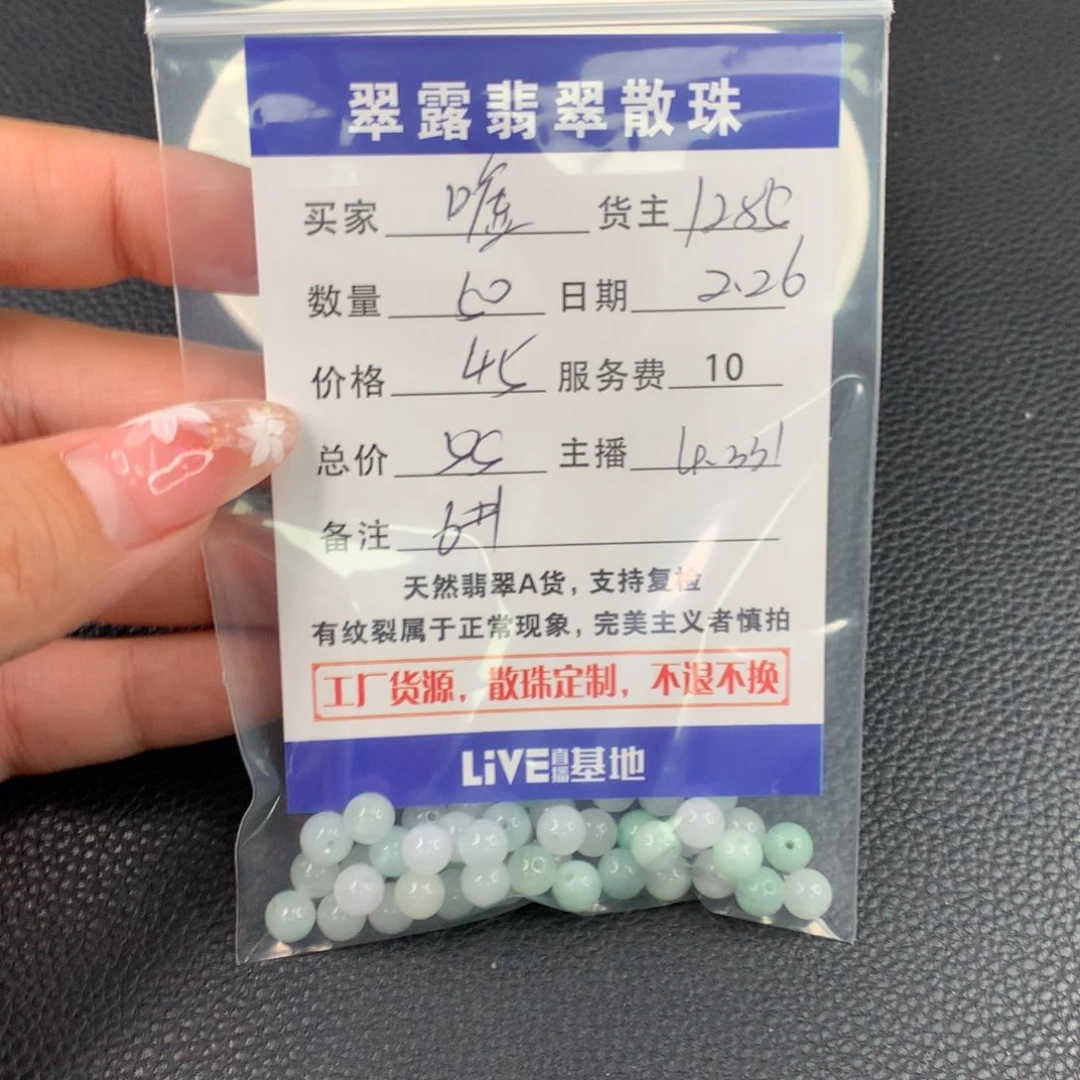 翠露翡翠散珠
买家 嘘 货主 1285
数量 50 日期 2.26
价格 45 服务费 10
总价 55 主播
备注 6#
天然翡翠A货，支持复检
有纹裂属于正常现象，完美主义者慎拍
工厂货源，散珠定制，不退不换
LiVE直播基地